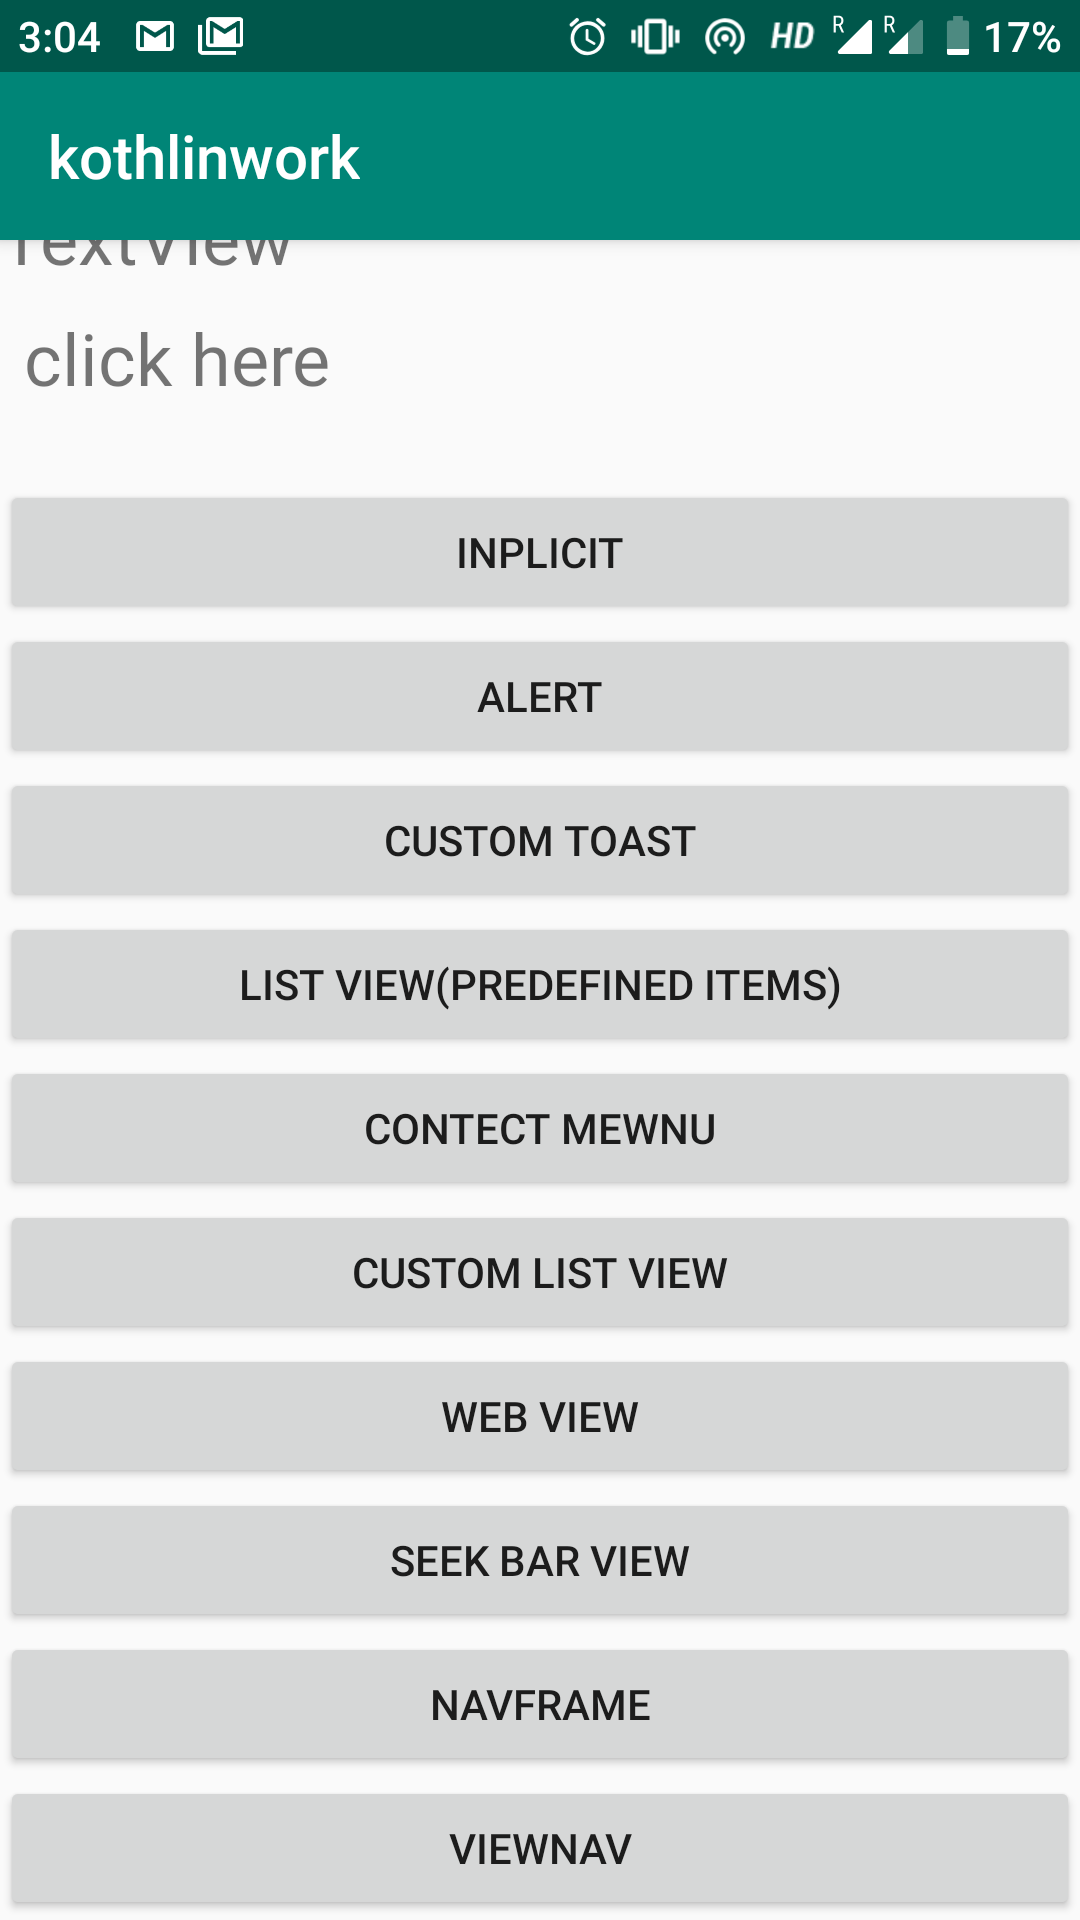 3:04 HD R R 17%
kothlinwork
TextView
click here
INPLICIT
ALERT
CUSTOM TOAST
LIST VIEW(PREDEFINED ITEMS)
CONTECT MEWNU
CUSTOM LIST VIEW
WEB VIEW
SEEK BAR VIEW
NAVFRAME
VIEWNAV